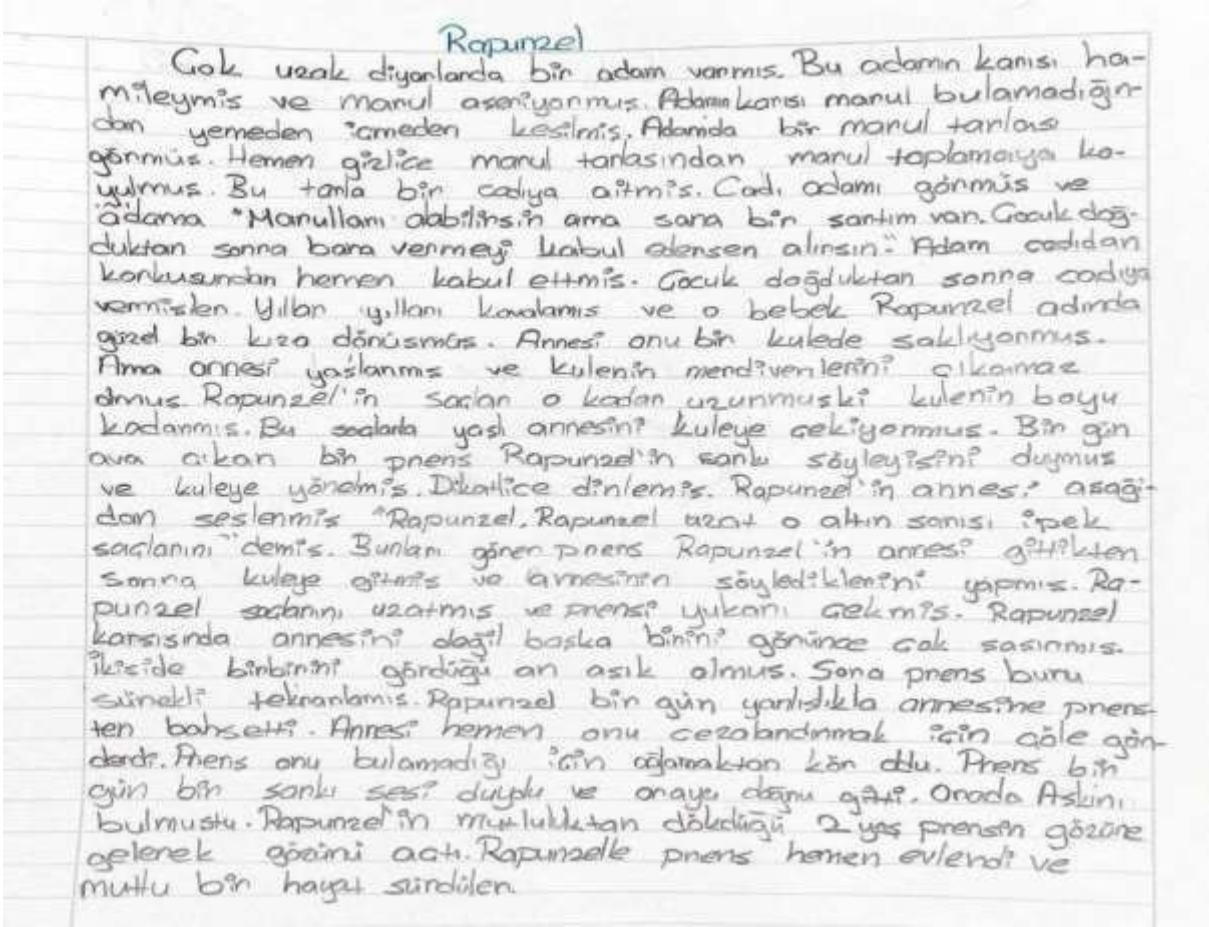 Rapunzel
Çok uzak diyarlarda bir adam varmış. Bu adamın karısı ha-
mileymiş ve marul aşeriyormuş. Adamın karısı marul bulamadığın-
dan yemeden içmeden kesilmiş. Adamda bir marul tarlası
görmüş. Hemen gizlice marul tarlasından marul toplamaya ko-
yulmuş. Bu tarla bir cadıya aitmiş. Cadı adamı görmüş ve
adama "Marulları alabilirsin ama sana bir şartım var. Çocuk doğ-
duktan sonra bana vermeyi kabul edersen alırsın." Adam cadıdan
korkusundan hemen kabul ettmiş. Çocuk doğduktan sonra cadıya
vermişler. Yıllar yılları kovalamış ve o bebek Rapunzel adında
güzel bir kıza dönüşmüş. Annesi onu bir kulede saklıyormuş.
Ama annesi yaşlanmış ve kulenin merdivenlerini çıkamaz
olmuş. Rapunzel'in saçları o kadar uzunmuşki kulenin boyu
kadarmış. Bu saçlarla yaşlı annesini kuleye çekiyormuş. Bir gün
ava çıkan bir prens Rapunzel'in şarkı söyleyişini duymuş
ve kuleye yönelmiş. Dikatlice dinlemiş. Rapunzel'in annesi aşağı-
dan seslenmiş "Rapunzel, Rapunzel uzat o altın sarısı ipek
saçlarını" demiş. Bunları gören prens Rapunzel'in annesi gittikten
sonra kuleye gitmiş ve annesinin söylediklerini yapmış. Ra-
punzel saçlarını uzatmış ve prensi yukarı çekmiş. Rapunzel
karşısında annesini değil başka birini görünce çok şaşırmış.
İkiside birbirini gördüğü an aşık olmuş. Sora prens bunu
sürekli tekrarlamış. Rapunzel bir gün yanlışlıkla annesine prens-
ten bahsetti. Annesi hemen onu cezalandırmak için çöle gön-
derdi. Prens onu bulamadığı için ağlamaktan kör oldu. Prens bir
gün bir şarkı sesi duydu ve oraya doğru gitti. Orada Aşkını
bulmuştu. Rapunzel'in mutlukktan dökdüğü 2 yaş prensin gözüne
gelerek gözünü açtı. Rapunzelle prens hemen evlendi ve
mutlu bir hayat sürdüler.